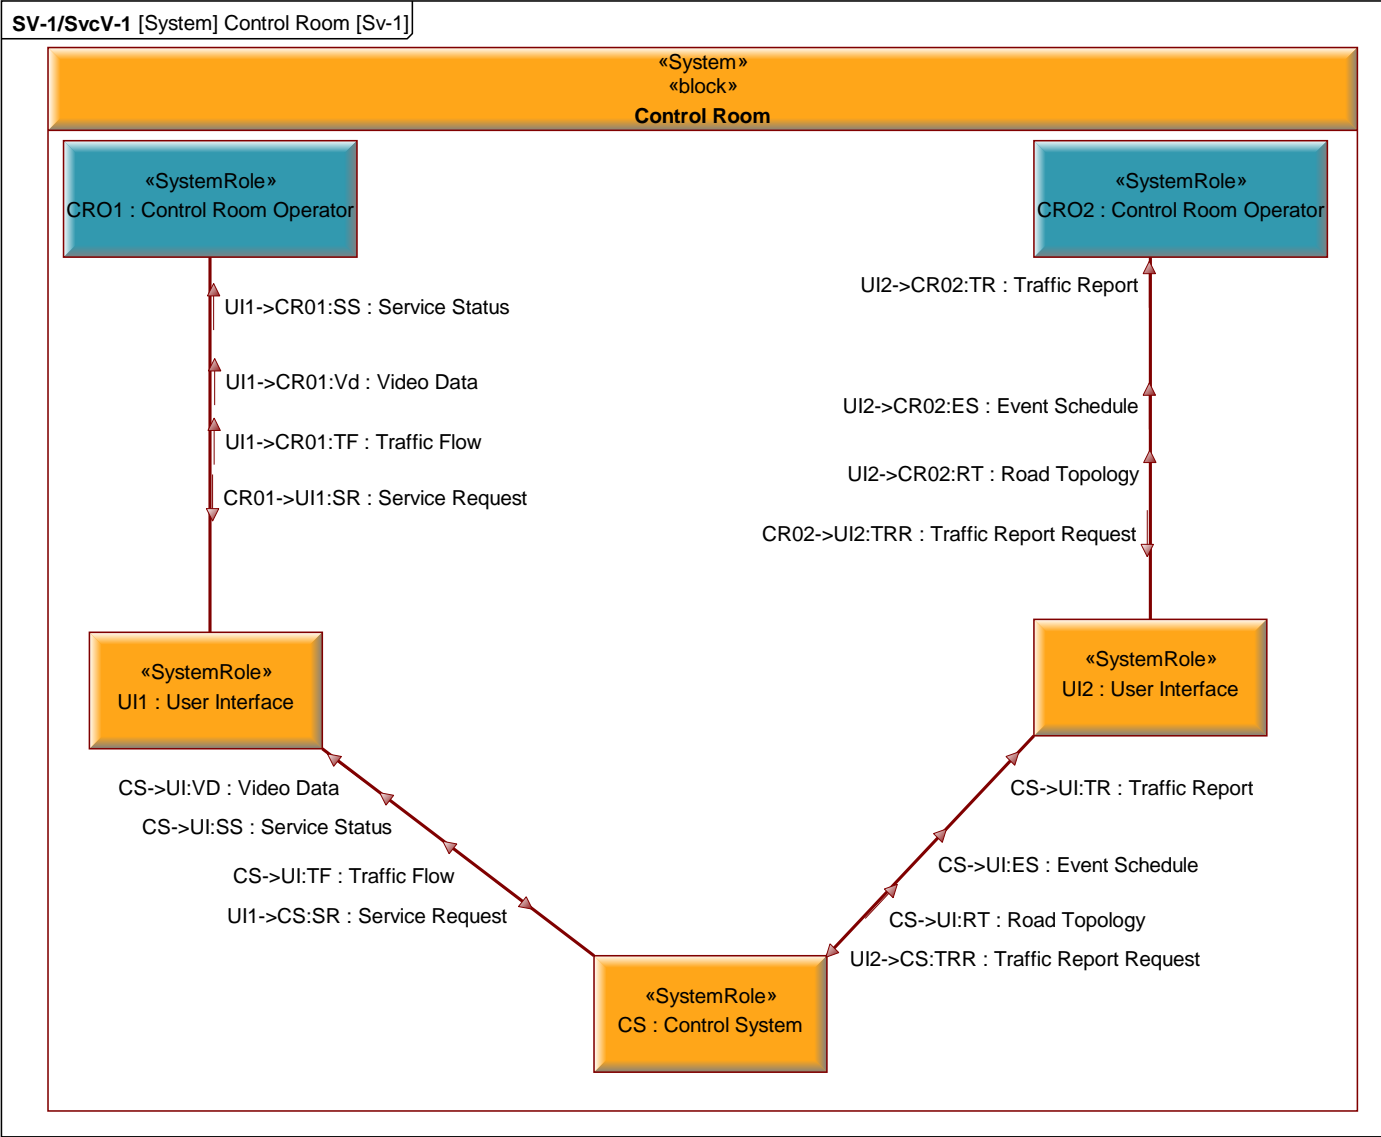 SV-1/SvcV-1 [System] Control Room [Sv-1]
«System»
«block»
Control Room
«SystemRole»
CRO1 : Control Room Operator
«SystemRole»
CRO2 : Control Room Operator
UI1->CR01:SS : Service Status
UI1->CR01:Vd : Video Data
UI1->CR01:TF : Traffic Flow
CR01->UI1:SR : Service Request
UI2->CR02:TR : Traffic Report
UI2->CR02:ES : Event Schedule
UI2->CR02:RT : Road Topology
CR02->UI2:TRR : Traffic Report Request
«SystemRole»
UI1 : User Interface
«SystemRole»
UI2 : User Interface
CS->UI:VD : Video Data
CS->UI:SS : Service Status
CS->UI:TF : Traffic Flow
UI1->CS:SR : Service Request
CS->UI:TR : Traffic Report
CS->UI:ES : Event Schedule
CS->UI:RT : Road Topology
UI2->CS:TRR : Traffic Report Request
«SystemRole»
CS : Control System